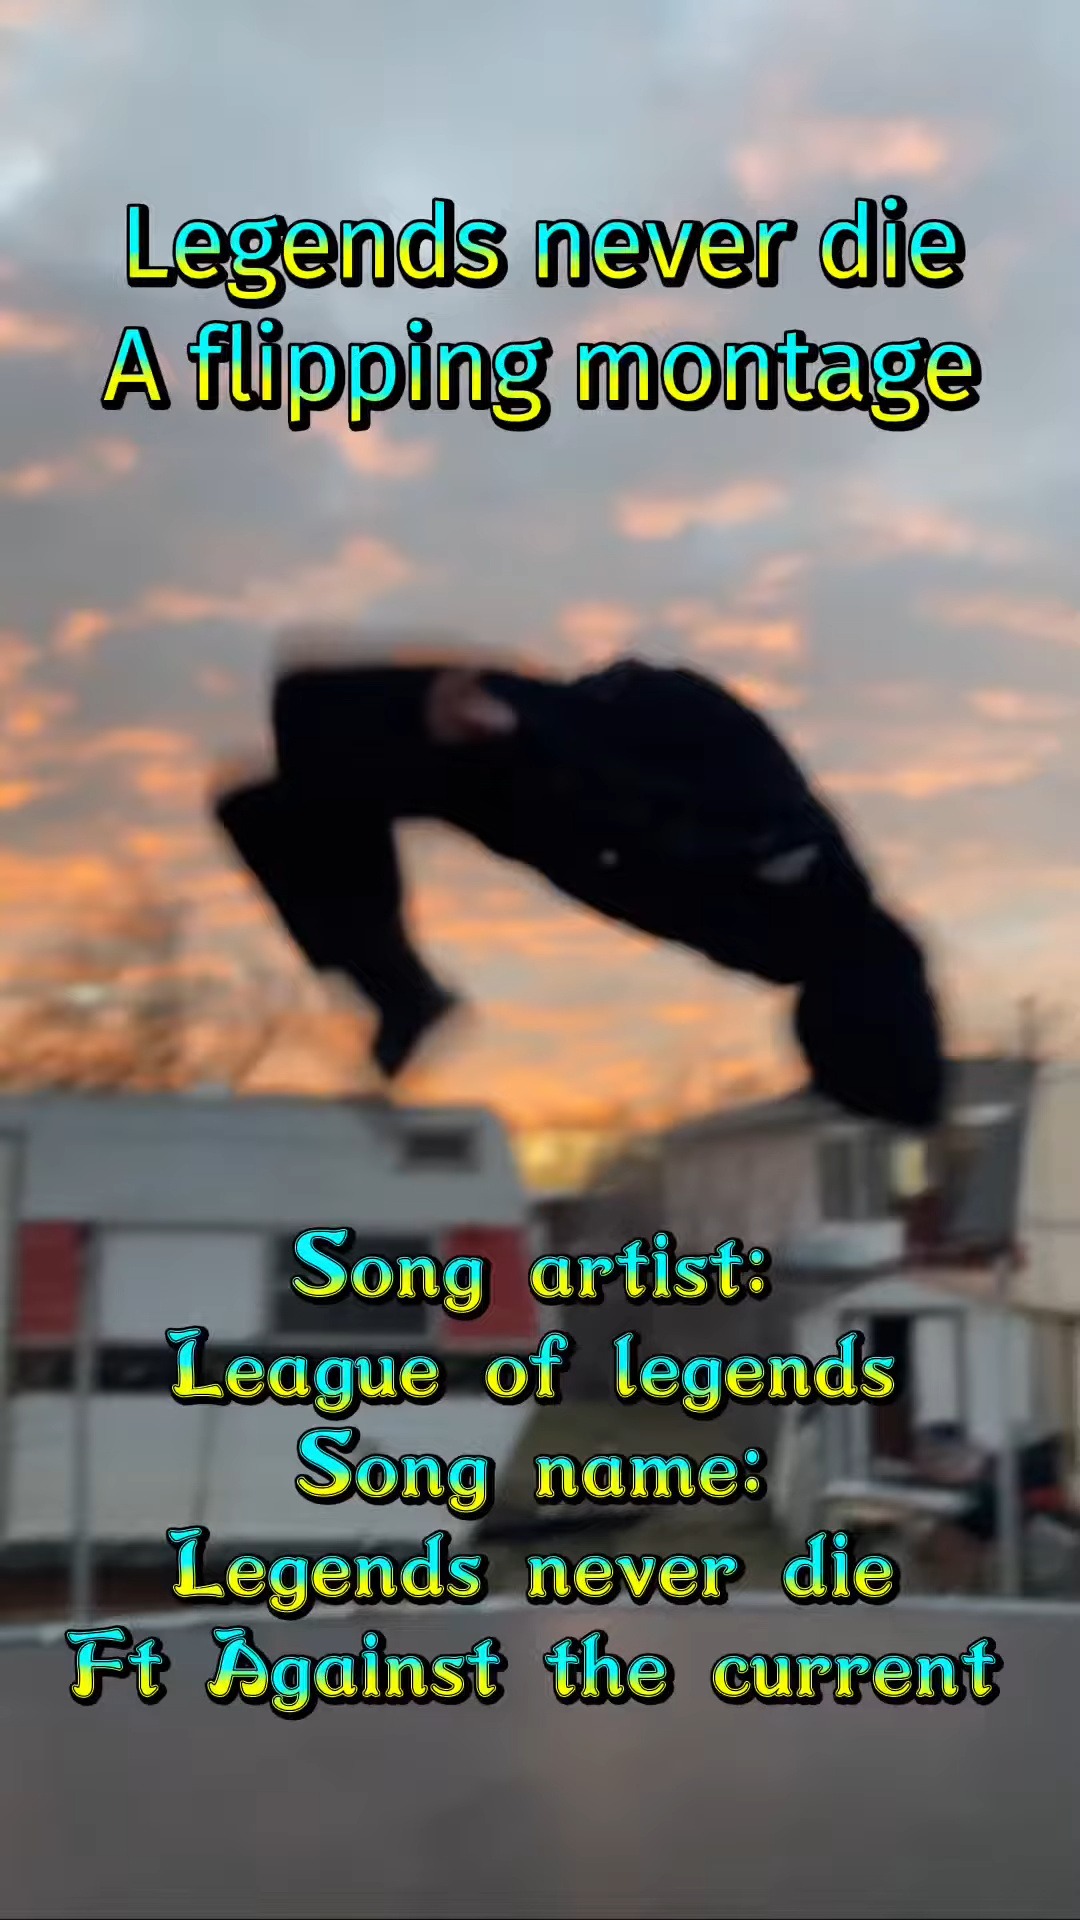 Legends never die
A flipping montage
Song artist:
League of legends
Song name:
Legends never die
Ft Against the current